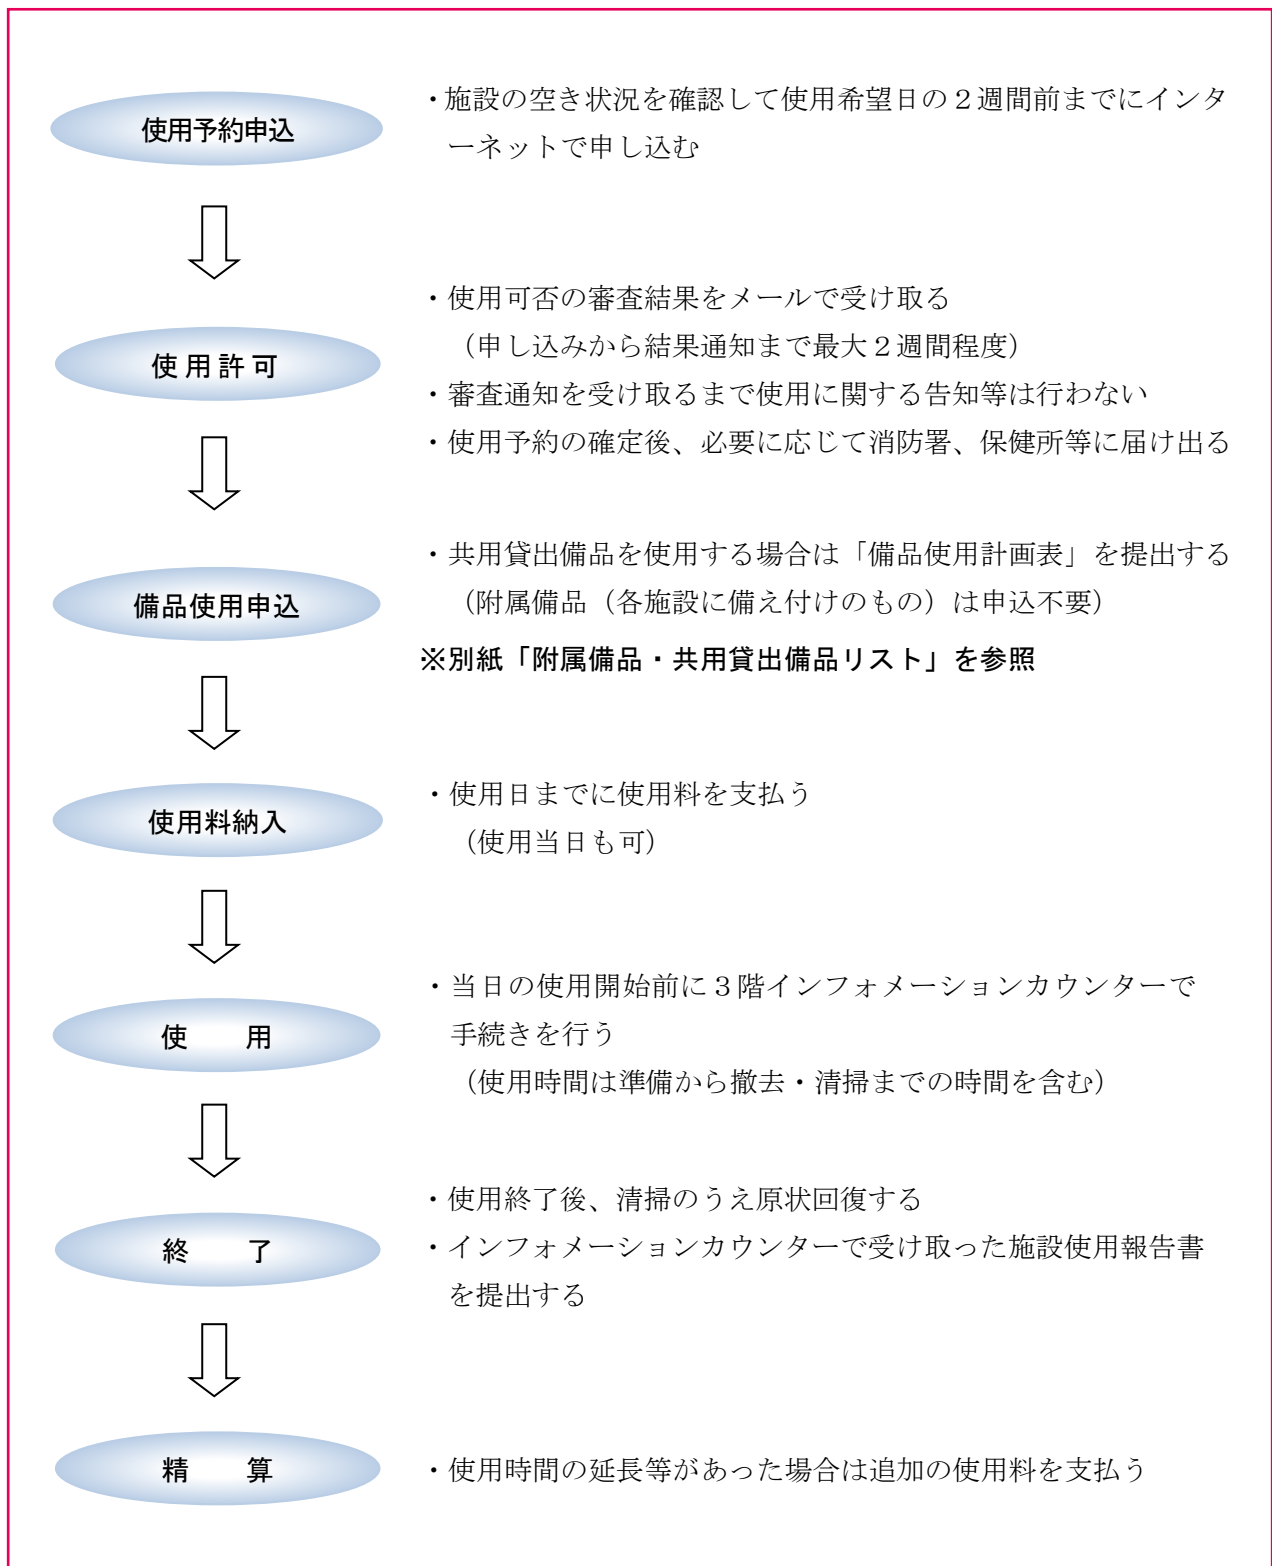 使用予約申込
・施設の空き状況を確認して使用希望日の２週間前までにインタ
ーネットで申し込む
使用許可
・使用可否の審査結果をメールで受け取る
（申し込みから結果通知まで最大２週間程度）
・審査通知を受け取るまで使用に関する告知等は行わない
・使用予約の確定後、必要に応じて消防署、保健所等に届け出る
備品使用申込
・共用貸出備品を使用する場合は「備品使用計画表」を提出する
（附属備品（各施設に備え付けのもの）は申込不要）
※別紙「附属備品・共用貸出備品リスト」を参照
使用料納入
・使用日までに使用料を支払う
（使用当日も可）
使　　用
・当日の使用開始前に３階インフォメーションカウンターで
手続きを行う
（使用時間は準備から撤去・清掃までの時間を含む）
終　　了
・使用終了後、清掃のうえ原状回復する
・インフォメーションカウンターで受け取った施設使用報告書
を提出する
精　　算
・使用時間の延長等があった場合は追加の使用料を支払う